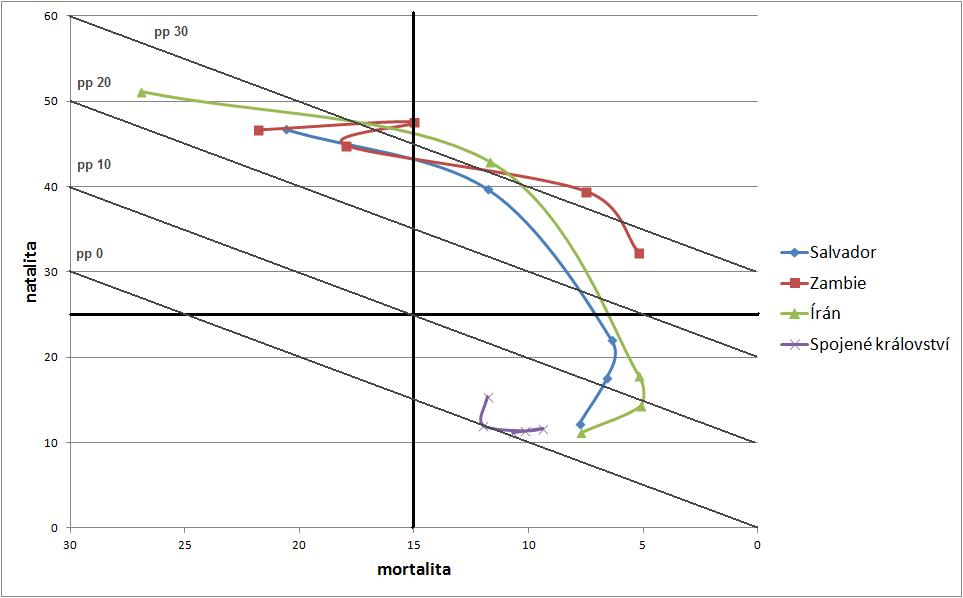 60
pp 30
pp 20
50
pp 10
40
pp 0
30
20
10
0
natalita
30
25
20
15
10
5
0
mortalita
Salvador
Zambie
Írán
Spojené království